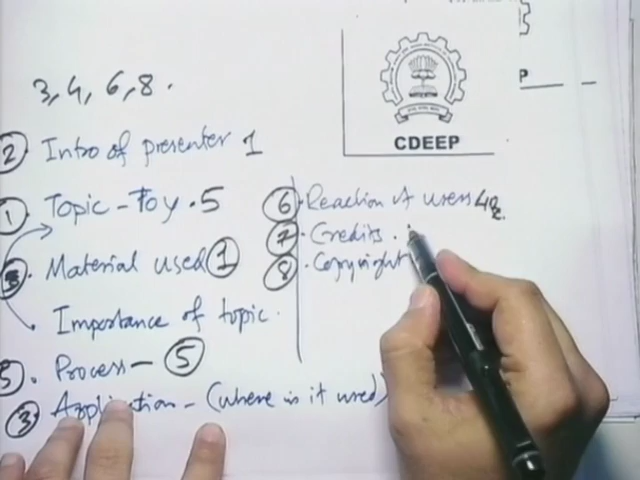 P
CDEEP
3, 4, 6, 8.
② Intro of presenter 1
①. Topic - Toy .5
Material used ①
Importance of topic.
5. Process - ⑤
③ Application - (where is it used)
⑥. Reaction of users
⑦. Credits.
⑧. Copyright